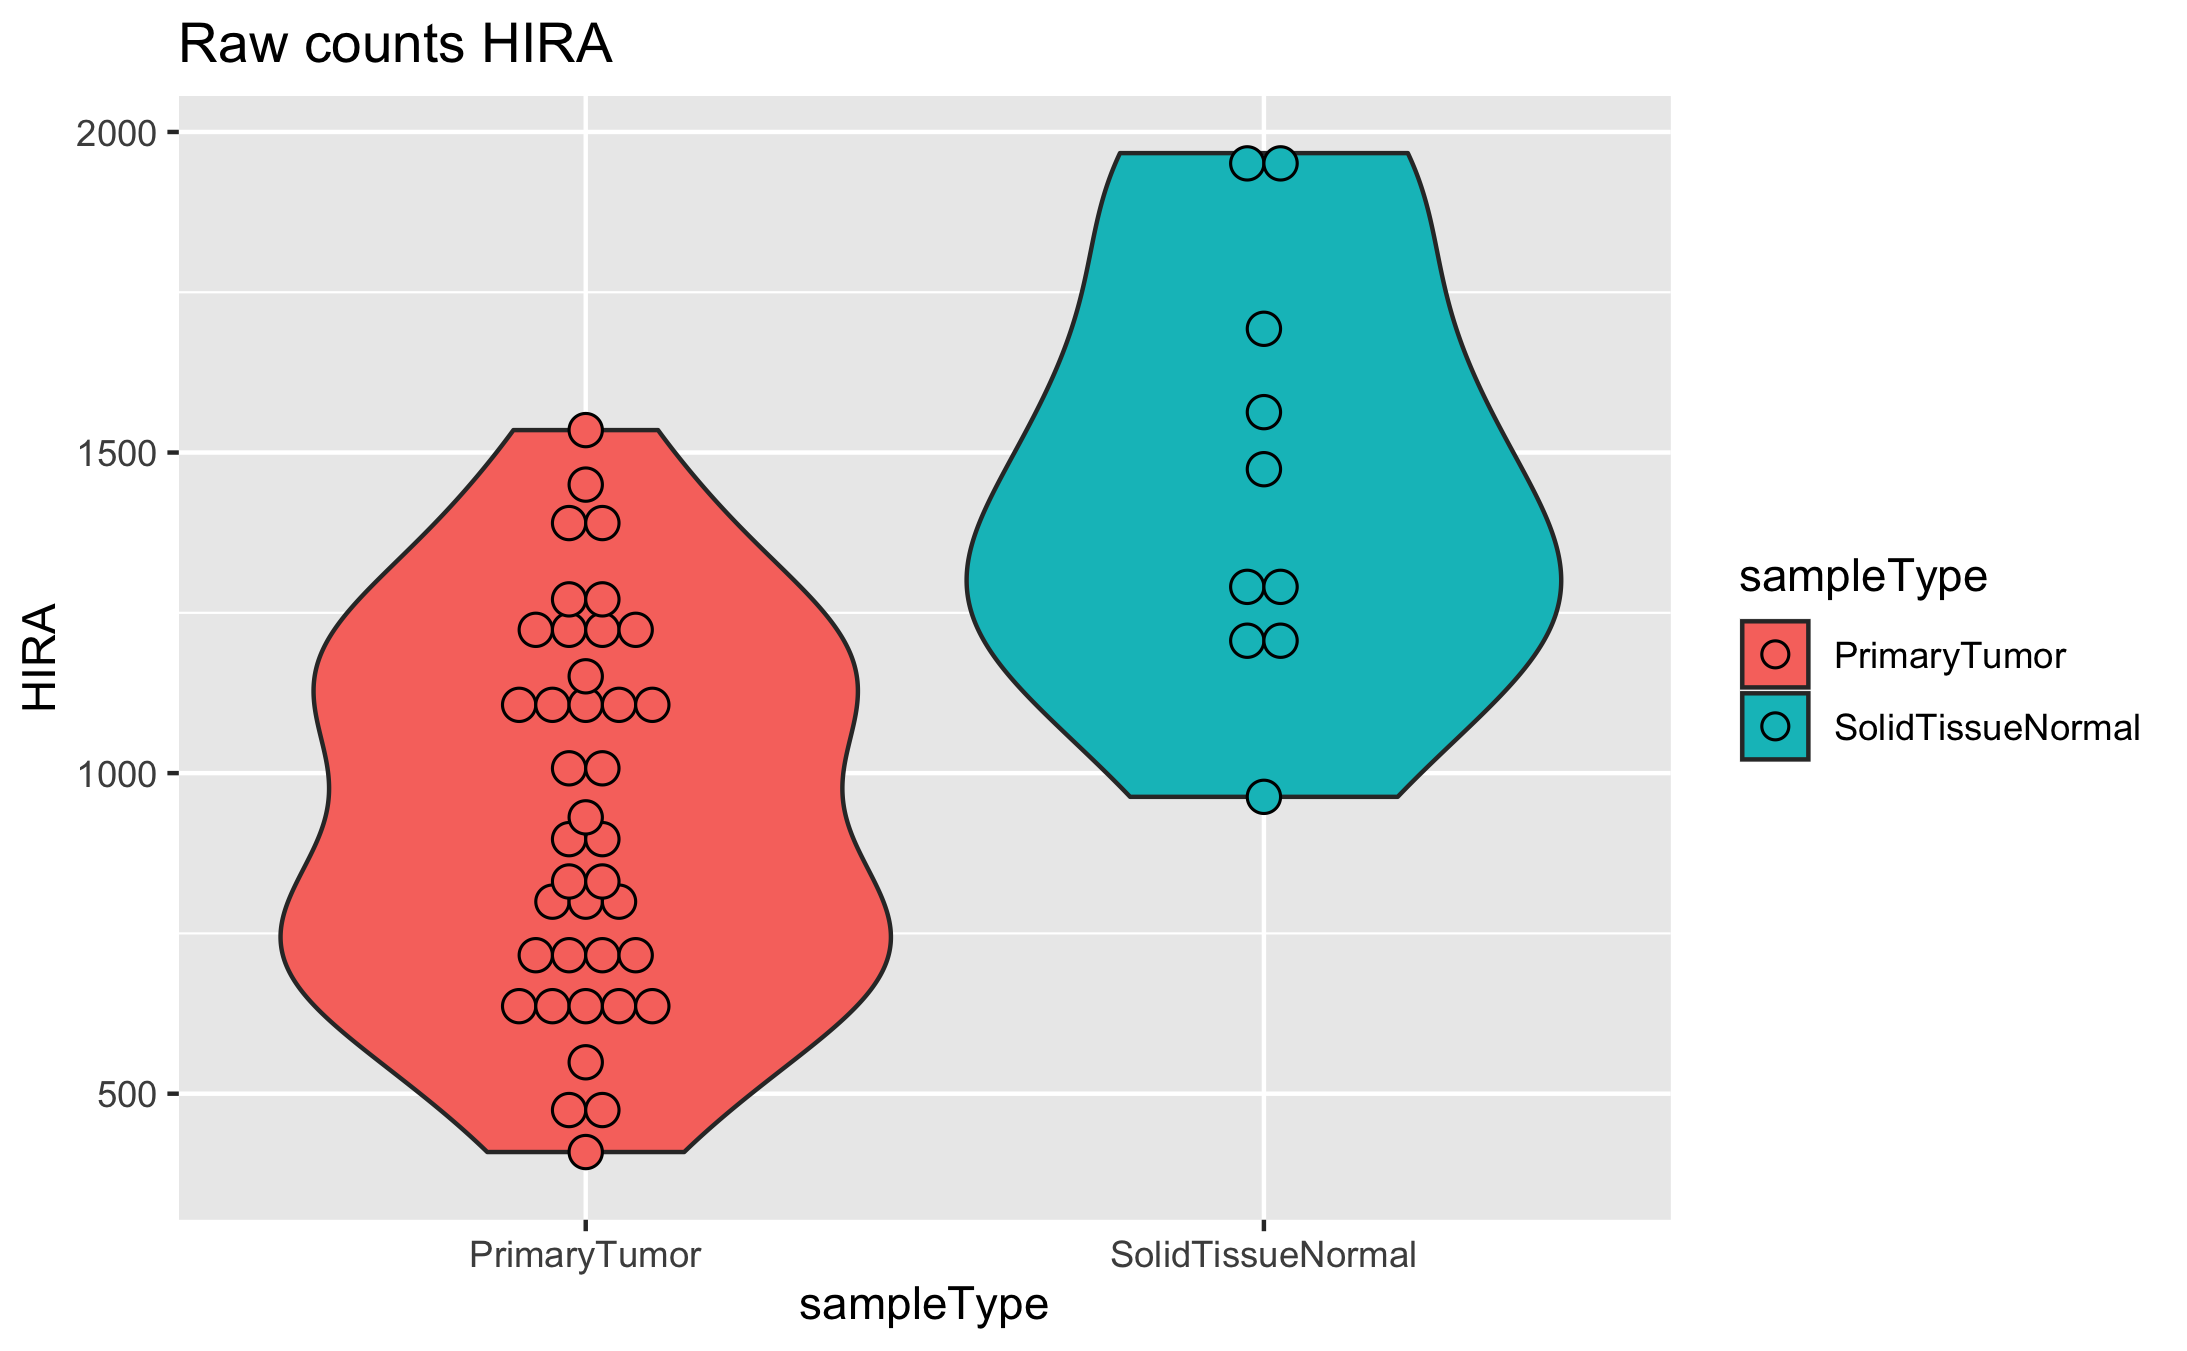 Raw counts HIRA
2000
1500
1000
500
HIRA
PrimaryTumor
SolidTissueNormal
sampleType
sampleType
PrimaryTumor
SolidTissueNormal